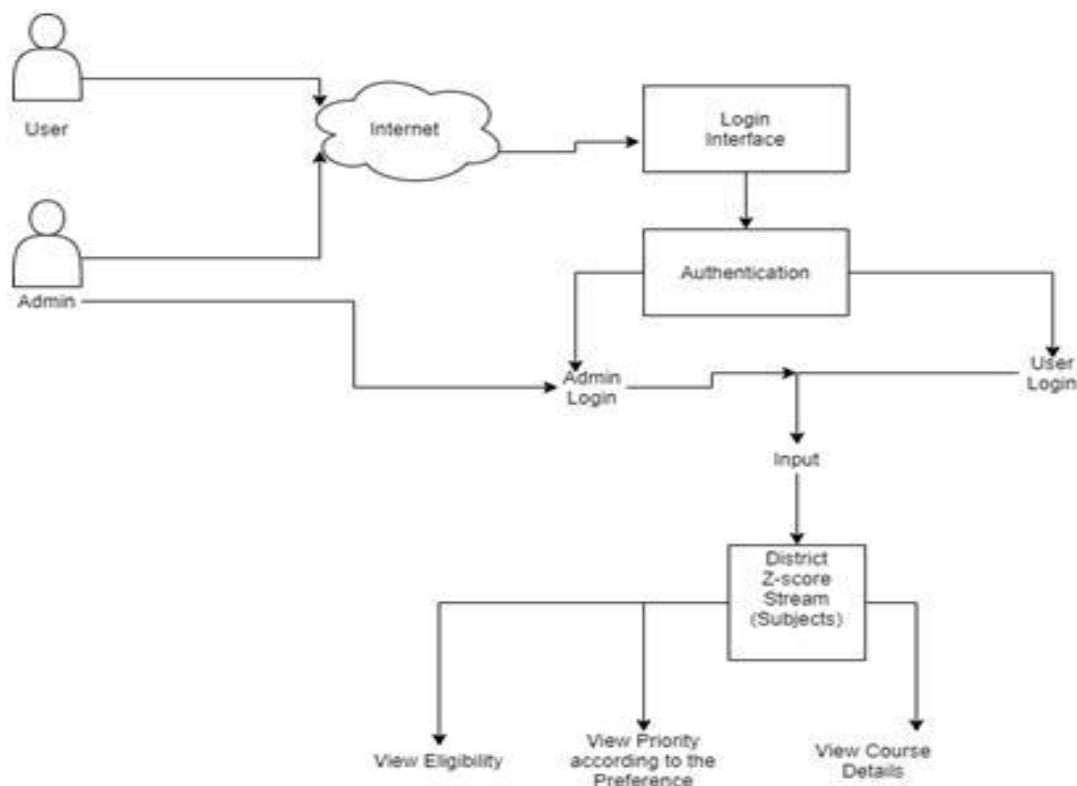 User
Internet
Login
Interface
Admin
Authentication
Admin
Login
User
Login
Input
District
Z-score
Stream
(Subjects)
View Eligibility
View Priority
according to the
Preference
View Course
Details